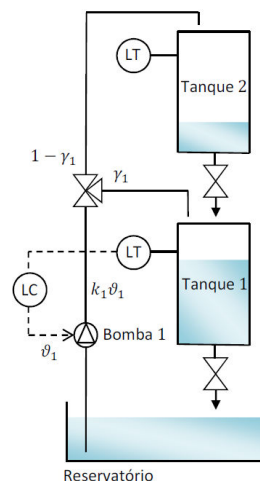 LT
Tanque 2
1 − γ₁
γ₁
LT
Tanque 1
LC
k₁ϑ₁
Bomba 1
ϑ₁
Reservatório